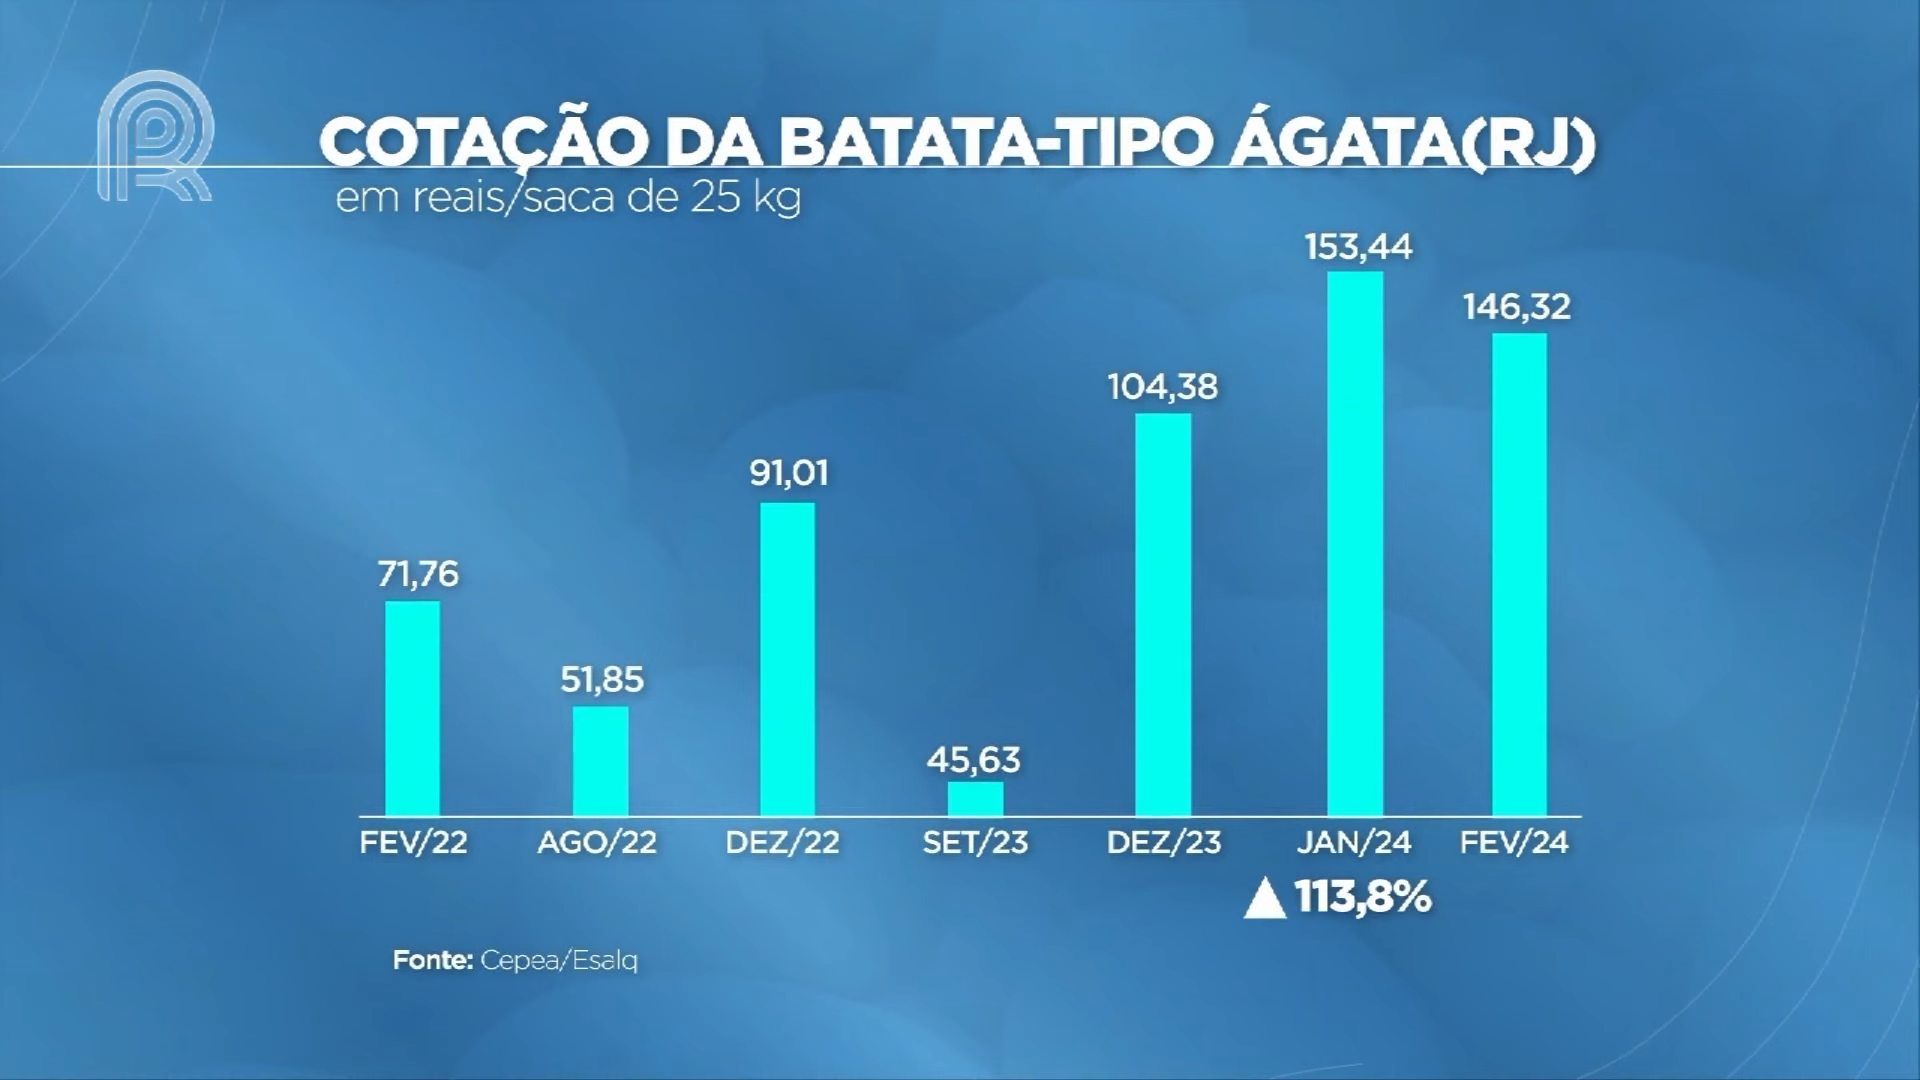 COTAÇÃO DA BATATA-TIPO ÁGATA(RJ)
em reais/saca de 25 kg
71,76
51,85
91,01
45,63
104,38
153,44
146,32
FEV/22
AGO/22
DEZ/22
SET/23
DEZ/23
JAN/24
FEV/24
▲ 113,8%
Fonte: Cepea/Esalq